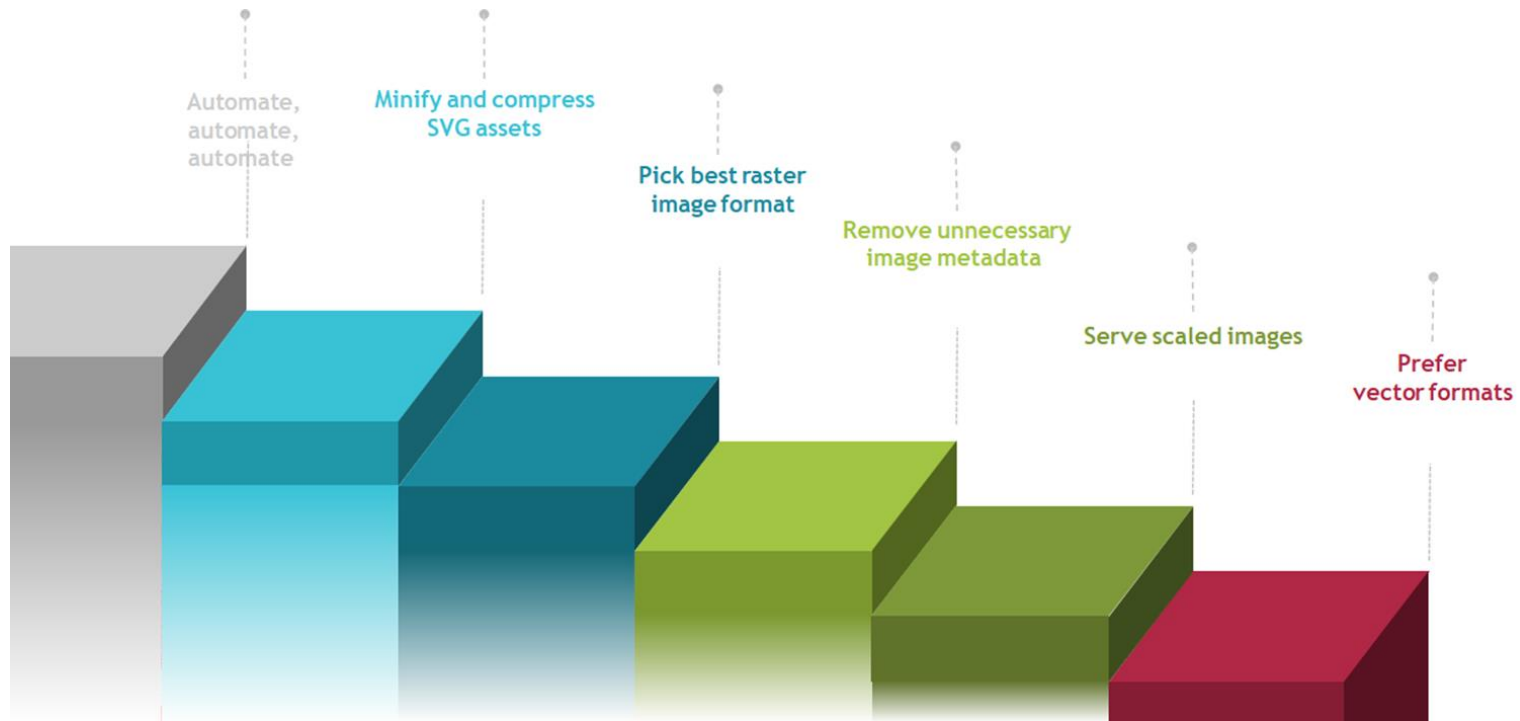 Automate,
automate,
automate
Minify and compress
SVG assets
Pick best raster
image format
Remove unnecessary
image metadata
Serve scaled images
Prefer
vector formats